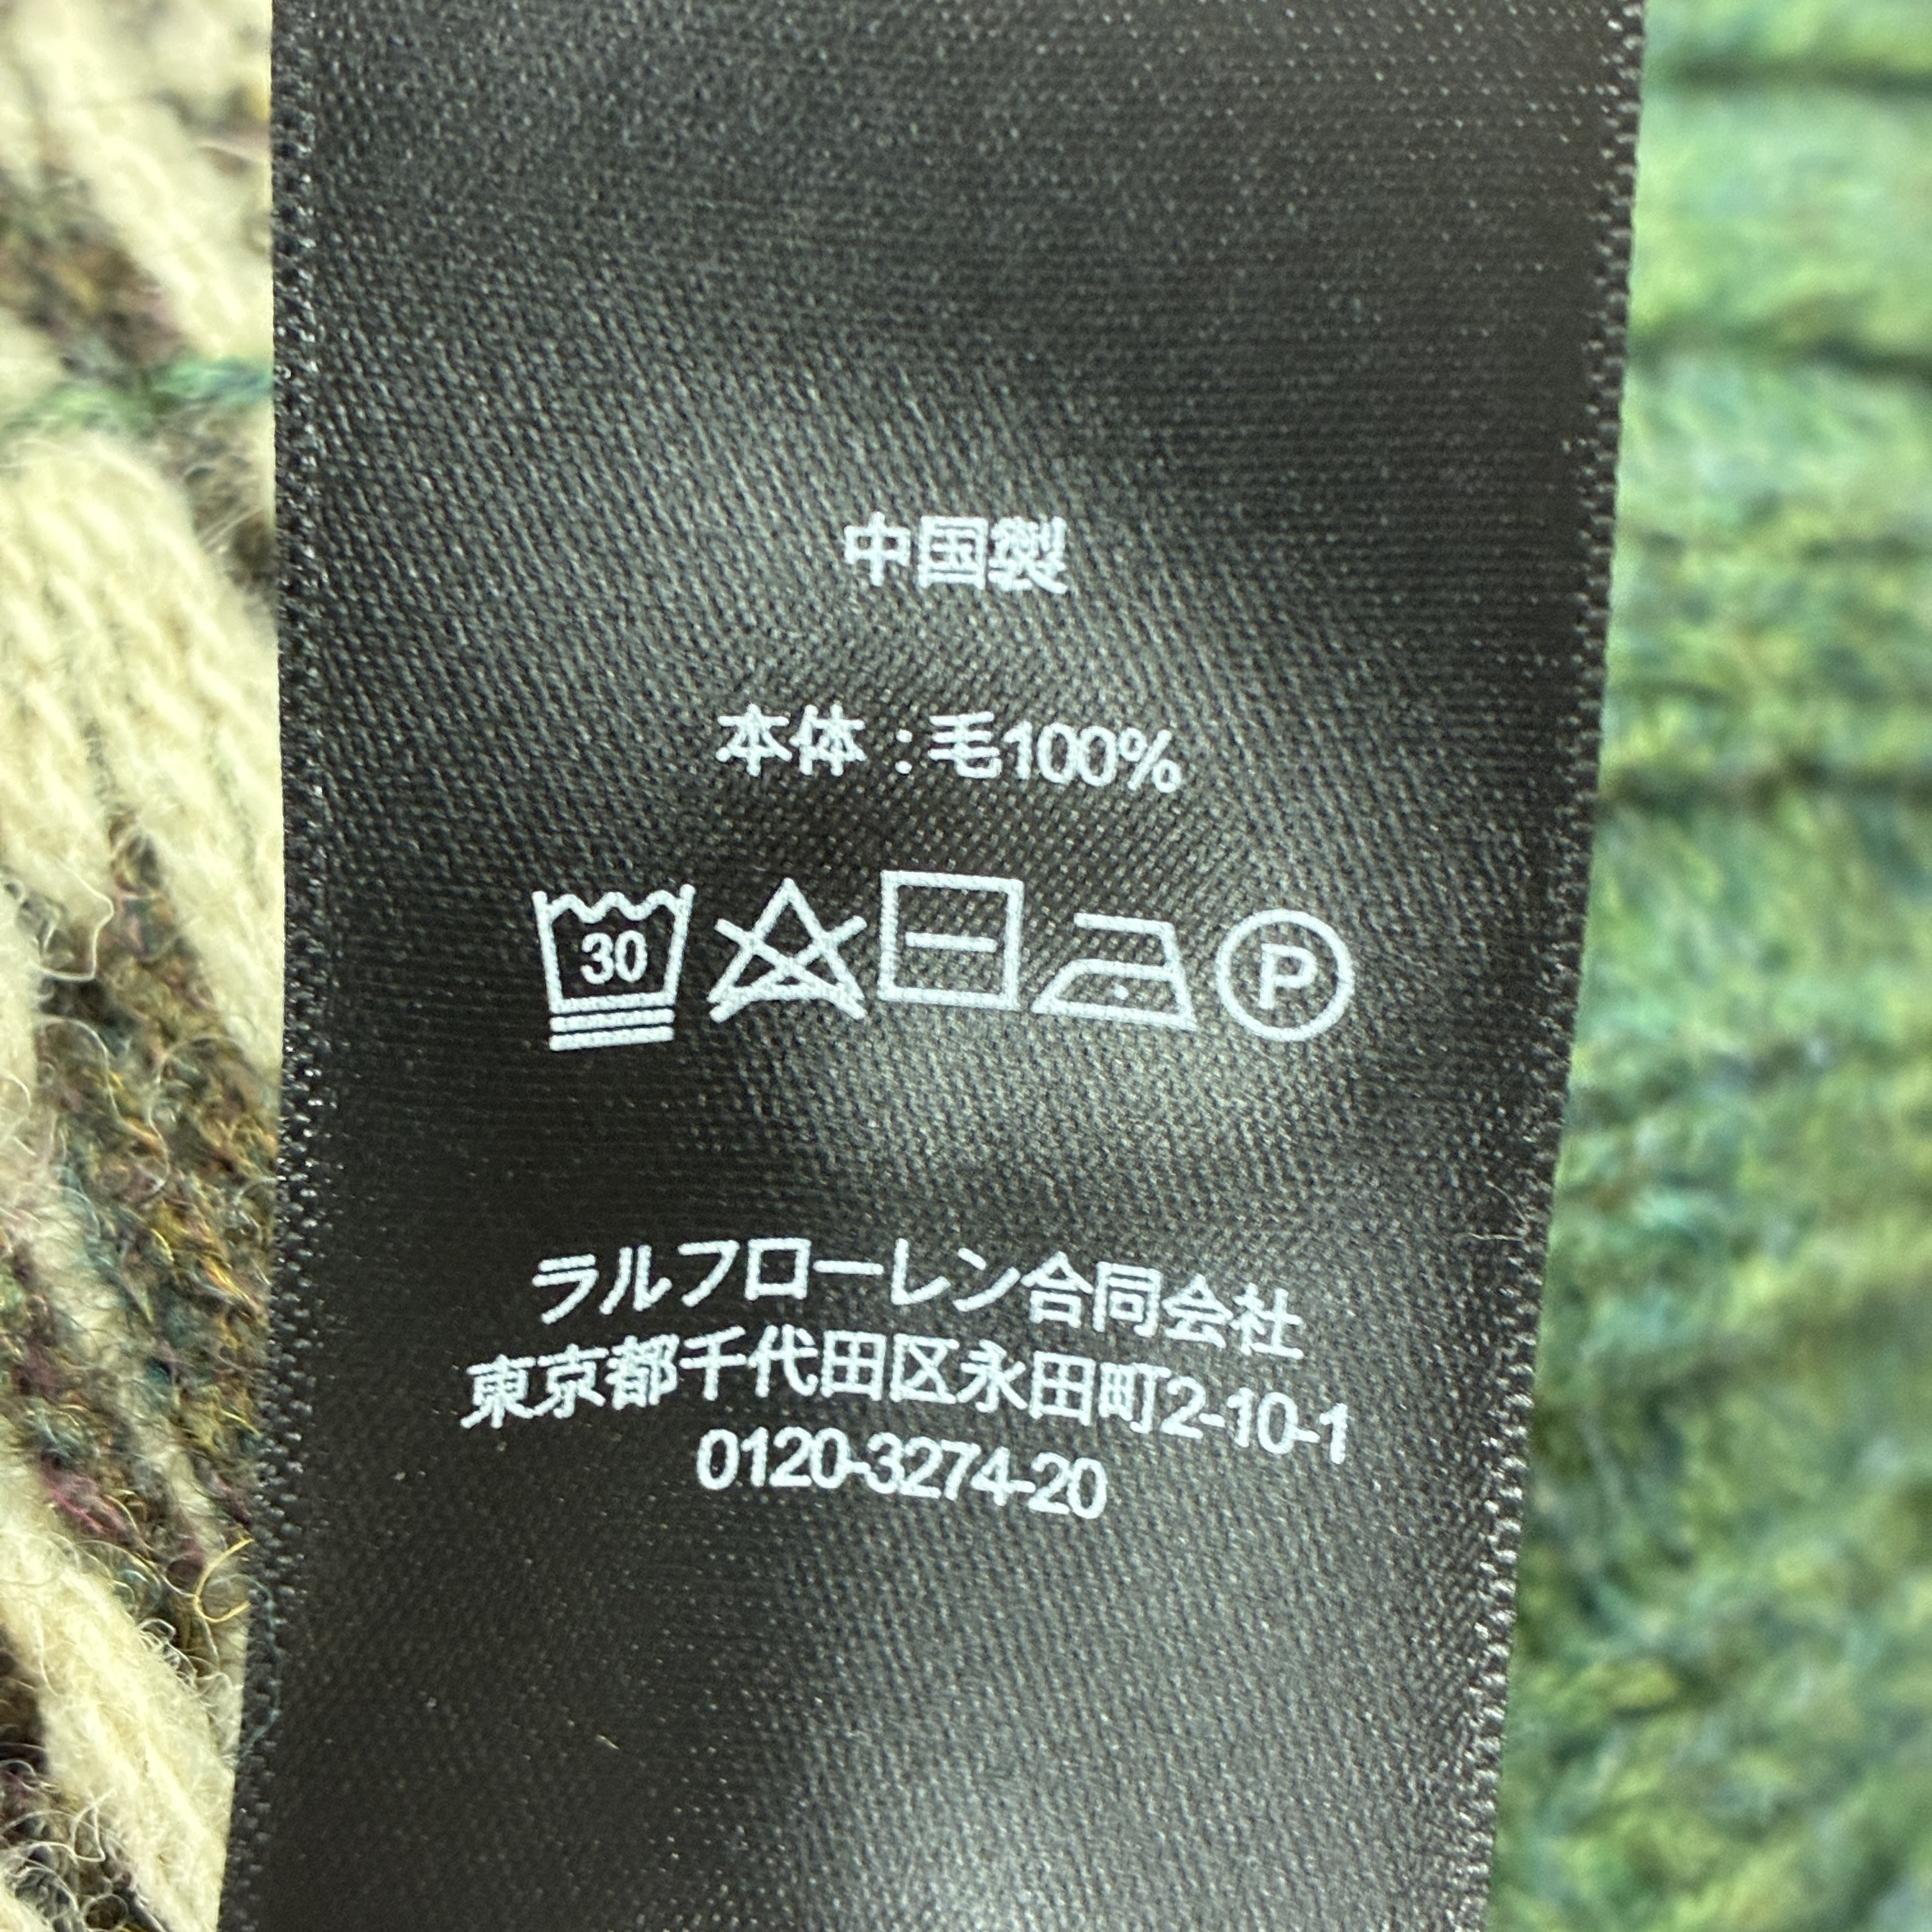 中国製
本体:毛100%
30
P
ラルフローレン合同会社
東京都千代田区永田町2-10-1
0120-3274-20